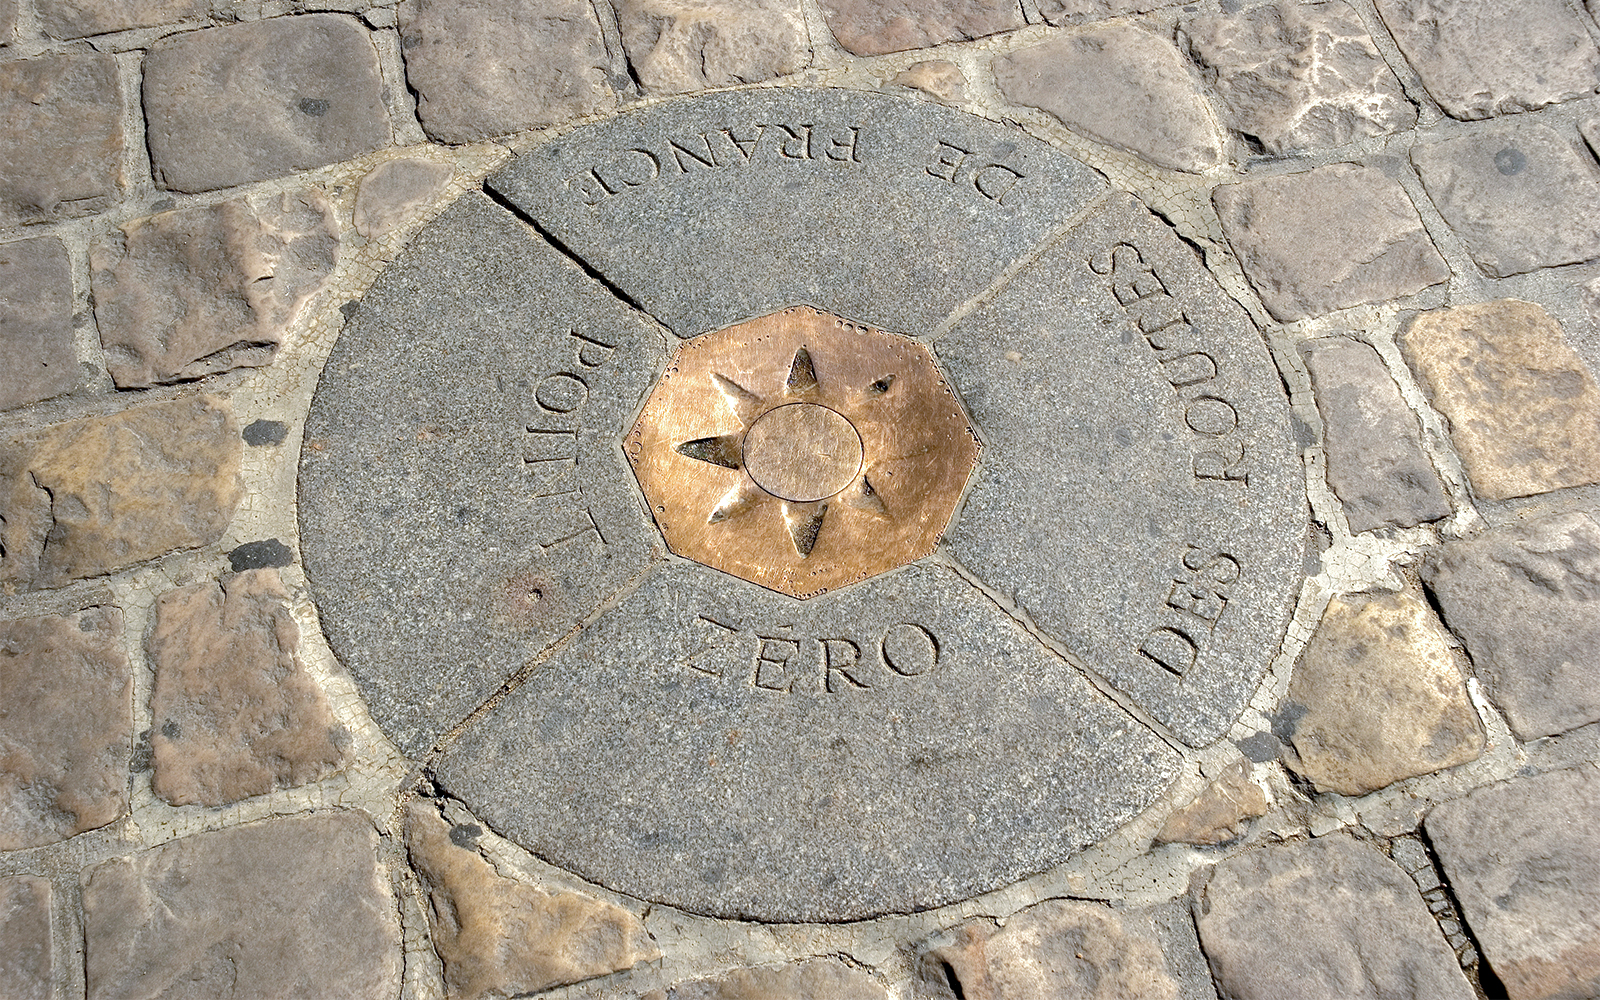 POINT
ZÉRO
DES ROUTES
DE FRANCE